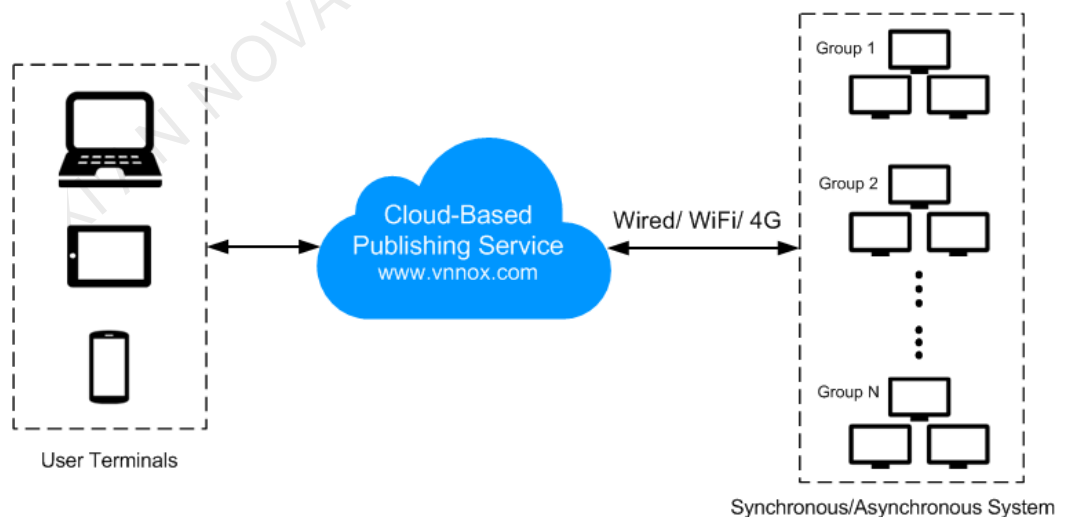 Group 1
Group 2
Cloud-Based
Publishing Service
www.vnnox.com
Wired/ WiFi/ 4G
Group N
User Terminals
Synchronous/Asynchronous System